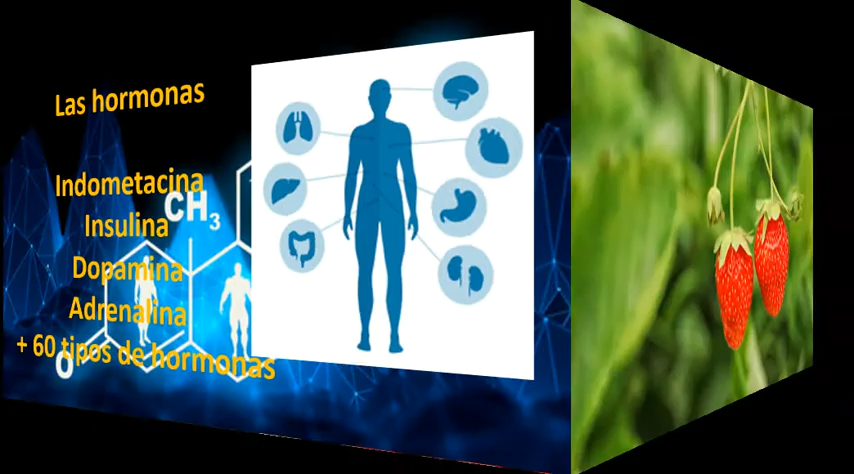 Las hormonas
Indometacina
CH3
Insulina
Dopamina
Adrenalina
+ 60 tipos de hormonas
O